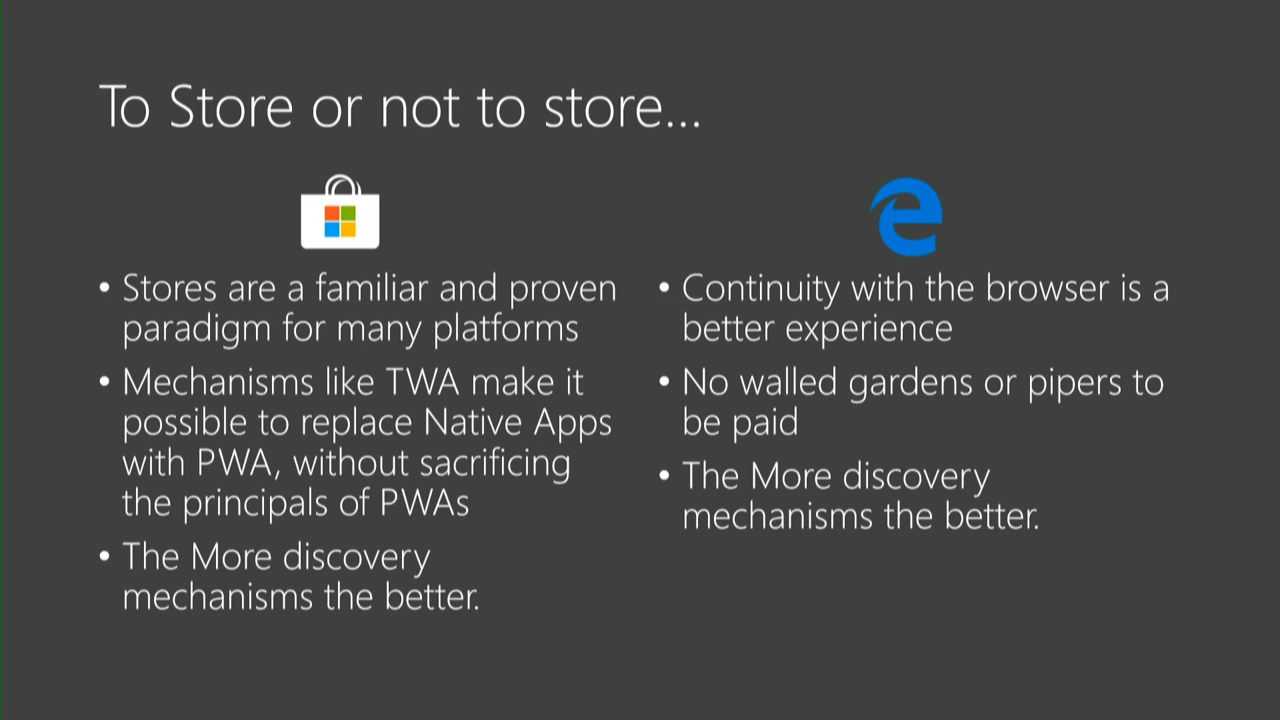 To Store or not to store...
• Stores are a familiar and proven
paradigm for many platforms
• Mechanisms like TWA make it
possible to replace Native Apps
with PWA, without sacrificing
the principals of PWAs
• The More discovery
mechanisms the better.
• Continuity with the browser is a
better experience
• No walled gardens or pipers to
be paid
• The More discovery
mechanisms the better.